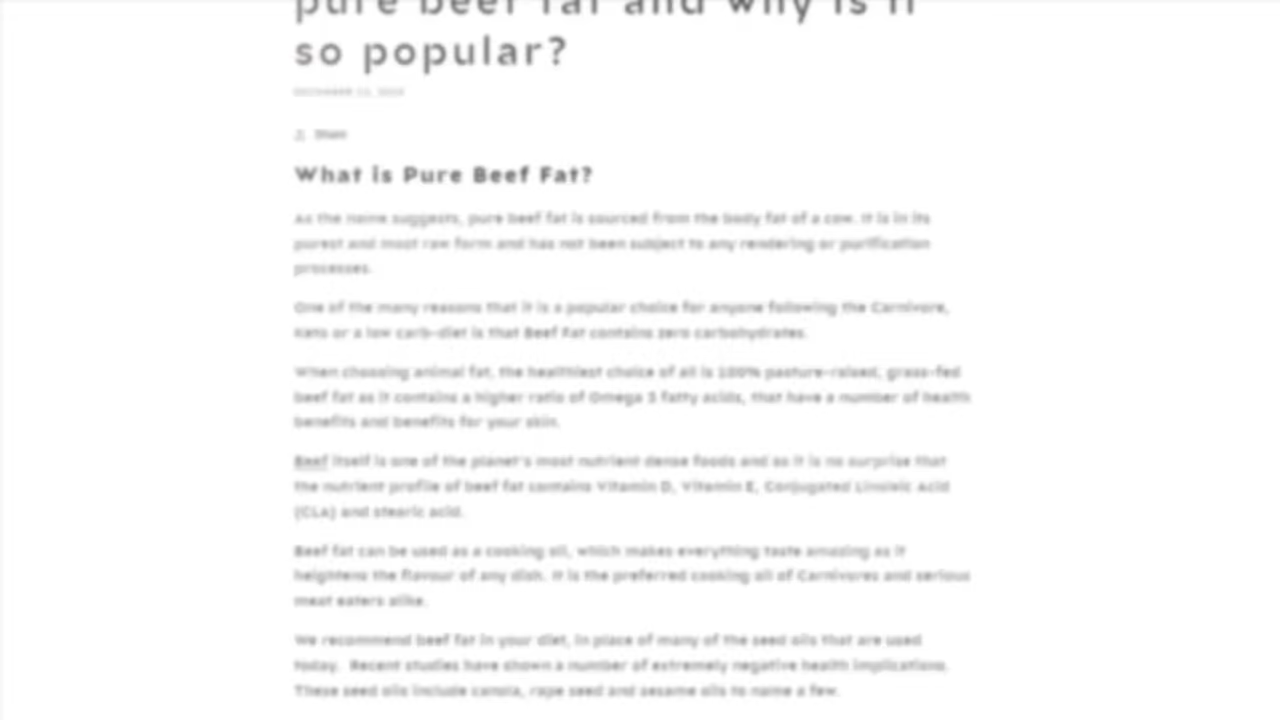 pure beef fat and why is it
so popular?
Share
What is Pure Beef Fat?
As the name suggests, pure beef fat is sourced from the body fat of a cow. It is in its
purest and most raw form and has not been subject to any rendering or purification
processes.
One of the many reasons that it is a popular choice for anyone following the Carnivore,
Keto or a low carb-diet is that Beef Fat contains zero carbohydrates.
When choosing animal fat, the healthiest choice of all is 100% pasture-raised, grass-fed
beef fat as it contains a higher ratio of Omega 3 fatty acids, that have a number of health
benefits and benefits for your skin.
Beef itself is one of the planet's most nutrient dense foods and so it is no surprise that
the nutrient profile of beef fat contains Vitamin D, Vitamin E, Conjugated Linoleic Acid
(CLA) and stearic acid.
Beef fat can be used as a cooking oil, which makes everything taste amazing as it
heightens the flavour of any dish. It is the preferred cooking oil of Carnivores and serious
meat eaters alike.
We recommend beef fat in your diet, in place of many of the seed oils that are used
today. Recent studies have shown a number of extremely negative health implications.
These seed oils include canola, rape seed and sesame oils to name a few.